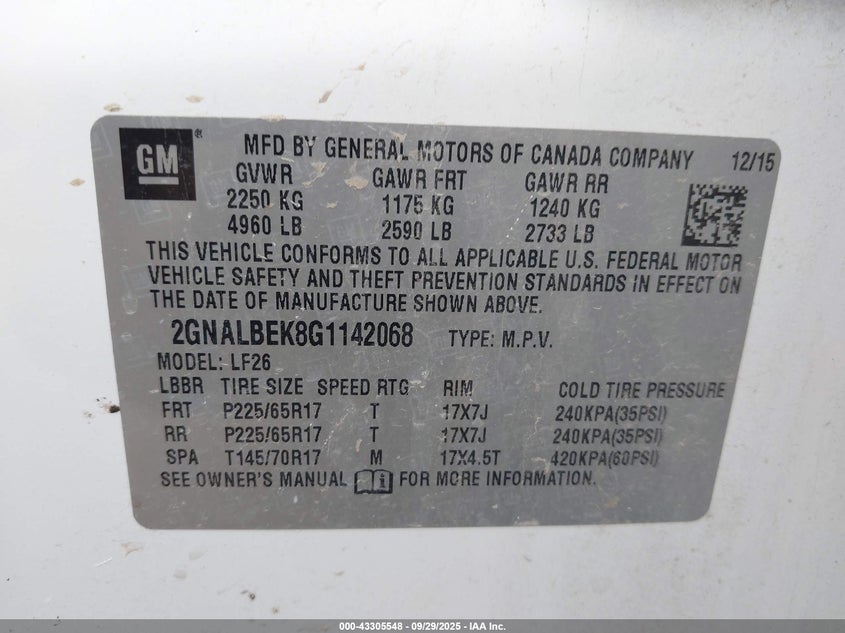 GM ® MFD BY GENERAL MOTORS OF CANADA COMPANY 12/15
GVWR GAWR FRT GAWR RR
2250 KG 1175 KG 1240 KG
4960 LB 2590 LB 2733 LB
THIS VEHICLE CONFORMS TO ALL APPLICABLE U.S. FEDERAL MOTOR
VEHICLE SAFETY AND THEFT PREVENTION STANDARDS IN EFFECT ON
THE DATE OF MANUFACTURE SHOWN ABOVE.
2GNALBEK8G1142068 TYPE: M.P.V.
MODEL: LF26
LBBR TIRE SIZE SPEED RTG RIM COLD TIRE PRESSURE
FRT P225/65R17 T 17X7J 240KPA(35PSI)
RR P225/65R17 T 17X7J 240KPA(35PSI)
SPA T145/70R17 M 17X4.5T 420KPA(60PSI)
SEE OWNER'S MANUAL FOR MORE INFORMATION.
000-43305548 - 09/29/2025 - IAA Inc.